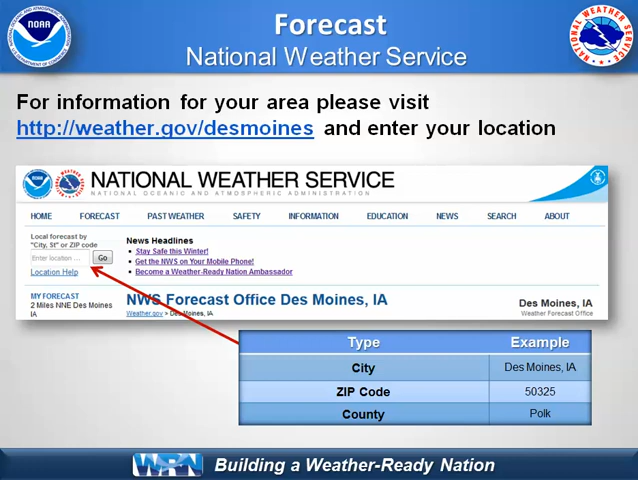 NOAA
Forecast
National Weather Service
NATIONAL WEATHER SERVICE
For information for your area please visit
http://weather.gov/desmoines and enter your location
NATIONAL WEATHER SERVICE
NATIONAL OCEANIC AND ATMOSPHERIC ADMINISTRATION
HOME FORECAST PAST WEATHER SAFETY INFORMATION EDUCATION NEWS SEARCH ABOUT
Local forecast by
"City, St" or ZIP code
Enter location ... Go
Location Help
News Headlines
Stay Safe this Winter!
Get the NWS on Your Mobile Phone!
Become a Weather-Ready Nation Ambassador
MY FORECAST
2 Miles NNE Des Moines
IA
NWS Forecast Office Des Moines, IA
Weather.gov > Des Moines, IA
Des Moines, IA
Weather Forecast Office
Type Example
City Des Moines, IA
ZIP Code 50325
County Polk
WRN Building a Weather-Ready Nation